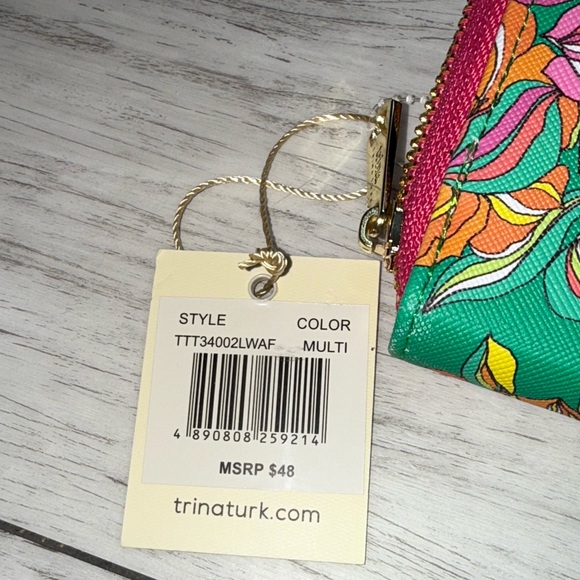 STYLE COLOR
TTT34002LWAF MULTI
4 890808 259214
MSRP $48
trinaturk.com